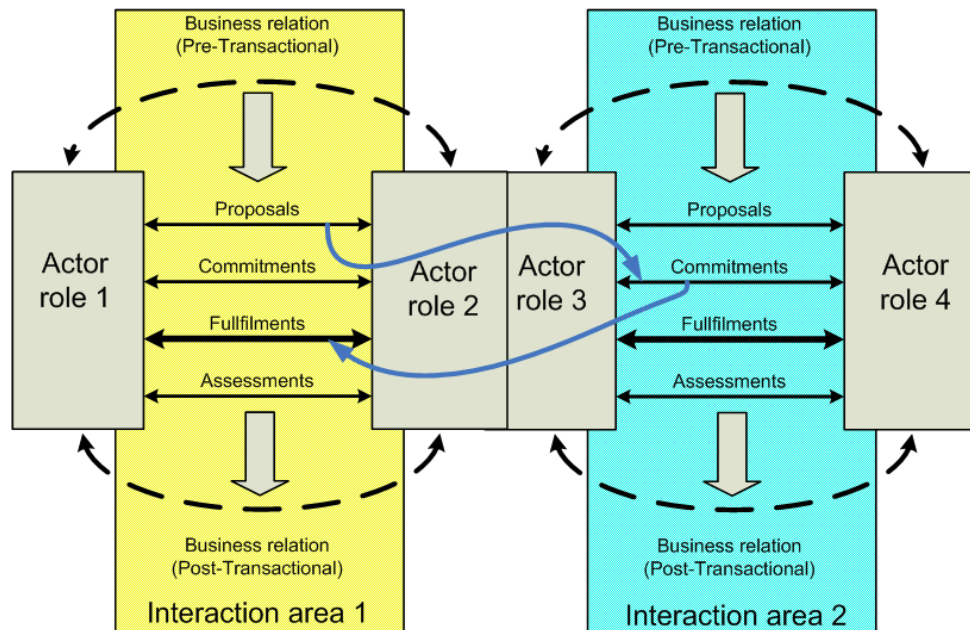 Business relation
(Pre-Transactional)
Business relation
(Pre-Transactional)
Actor
role 1
Proposals
Commitments
Fullfilments
Assessments
Actor
role 2
Actor
role 3
Proposals
Commitments
Fullfilments
Assessments
Actor
role 4
Business relation
(Post-Transactional)
Interaction area 1
Business relation
(Post-Transactional)
Interaction area 2